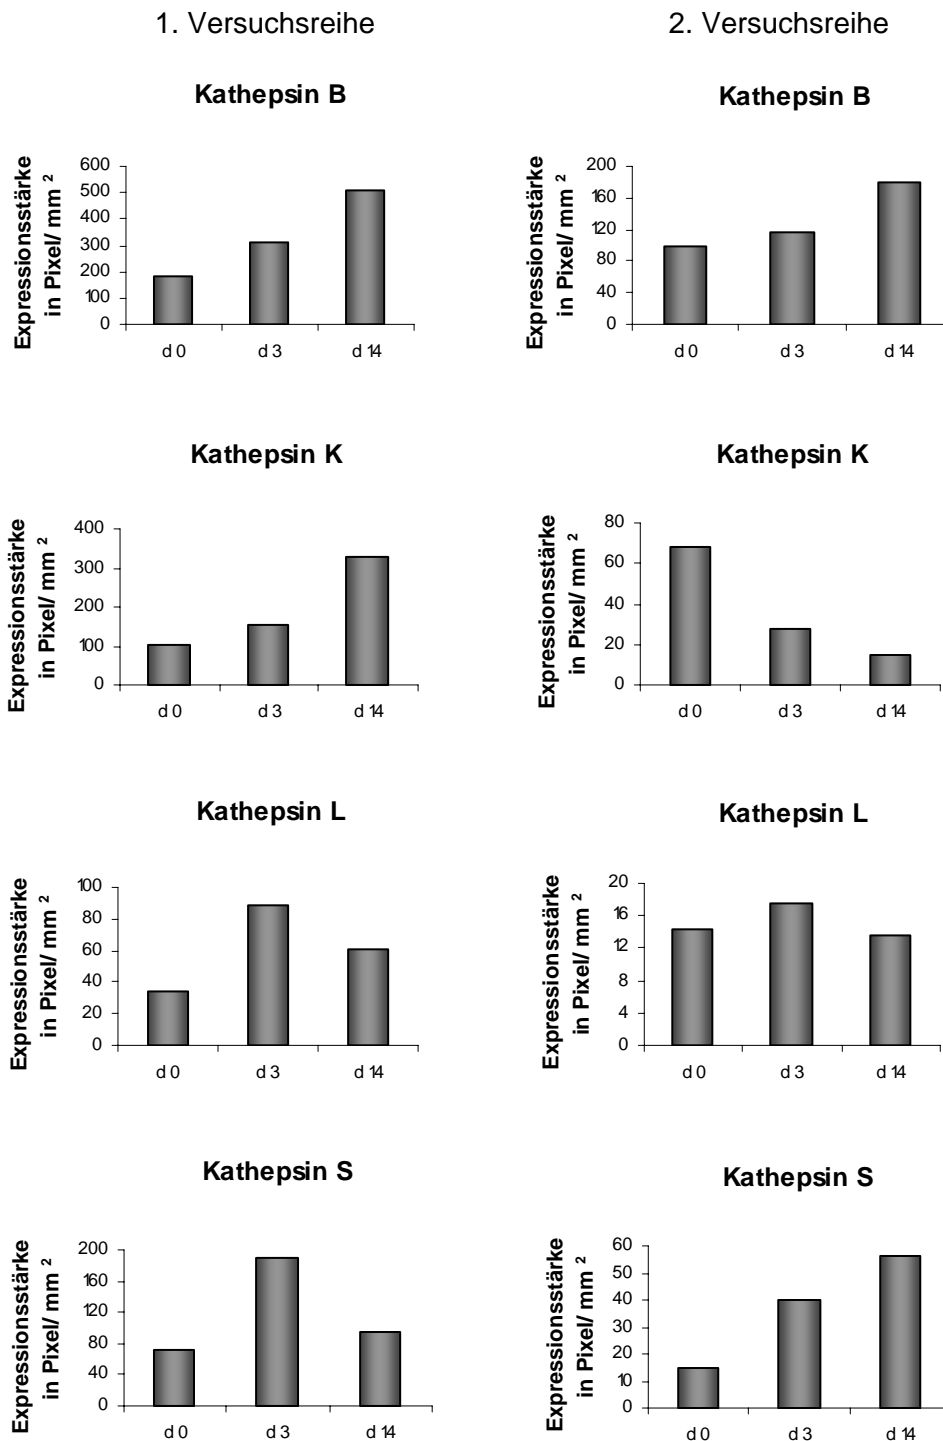 1. Versuchsreihe
2. Versuchsreihe
Kathepsin B
Expressionsstärke
in Pixel/ mm ²
600
500
400
300
200
100
0
d 0 d 3 d 14
Kathepsin B
Expressionsstärke
in Pixel/ mm ²
200
160
120
80
40
0
d 0 d 3 d 14
Kathepsin K
Expressionsstärke
in Pixel/ mm ²
400
300
200
100
0
d 0 d 3 d 14
Kathepsin K
Expressionsstärke
in Pixel/ mm ²
80
60
40
20
0
d 0 d 3 d 14
Kathepsin L
Expressionsstärke
in Pixel/ mm ²
100
80
60
40
20
0
d 0 d 3 d 14
Kathepsin L
Expressionsstärke
in Pixel/ mm ²
20
16
12
8
4
0
d 0 d 3 d 14
Kathepsin S
Expressionsstärke
in Pixel/ mm ²
200
160
120
80
40
0
d 0 d 3 d 14
Kathepsin S
Expressionsstärke
in Pixel/ mm ²
60
50
40
30
20
10
0
d 0 d 3 d 14